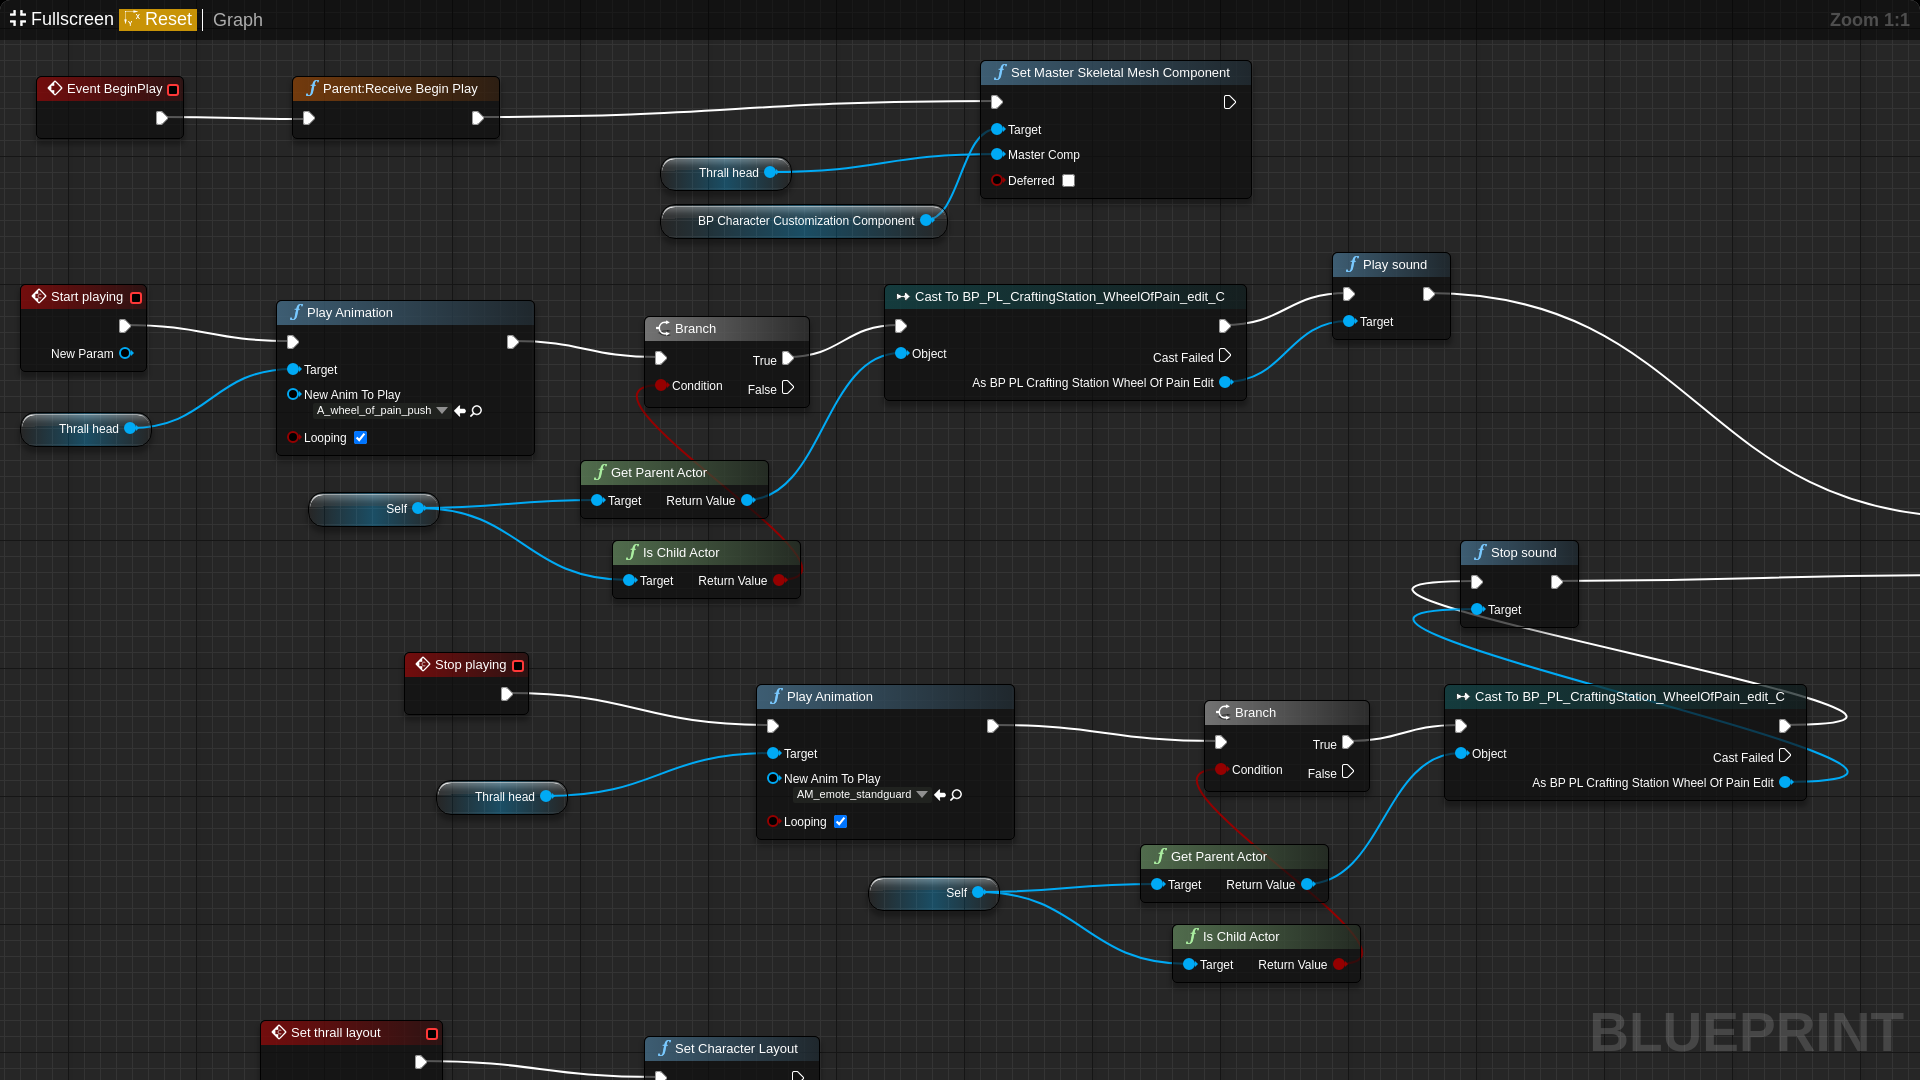 Fullscreen Reset Graph Zoom 1:1
Event BeginPlay
Parent:Receive Begin Play
Set Master Skeletal Mesh Component
Target
Master Comp
Deferred
Thrall head
BP Character Customization Component
Start playing
New Param
Thrall head
Play Animation
Target
New Anim To Play
A_wheel_of_pain_push
Looping
Branch
True
Condition
False
Cast To BP_PL_CraftingStation_WheelOfPain_edit_C
Object
Cast Failed
As BP PL Crafting Station Wheel Of Pain Edit
Play sound
Target
Self
Get Parent Actor
Target Return Value
Is Child Actor
Target Return Value
Stop sound
Target
Stop playing
Thrall head
Play Animation
Target
New Anim To Play
AM_emote_standguard
Looping
Branch
True
Condition
False
Cast To BP_PL_CraftingStation_WheelOfPain_edit_C
Object
Cast Failed
As BP PL Crafting Station Wheel Of Pain Edit
Self
Get Parent Actor
Target Return Value
Is Child Actor
Target Return Value
Set thrall layout
Set Character Layout
BLUEPRINT